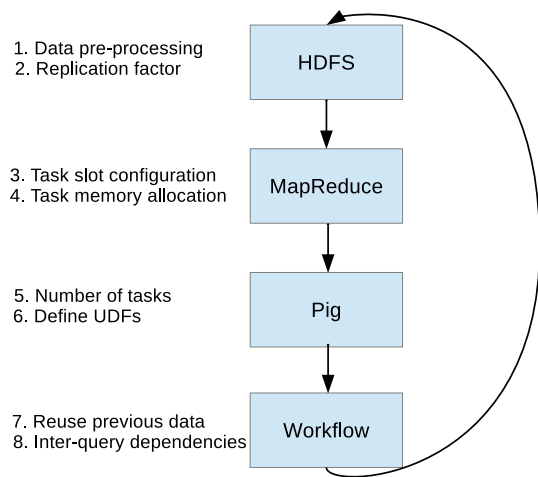 1. Data pre-processing
2. Replication factor
HDFS
3. Task slot configuration
4. Task memory allocation
MapReduce
5. Number of tasks
6. Define UDFs
Pig
7. Reuse previous data
8. Inter-query dependencies
Workflow